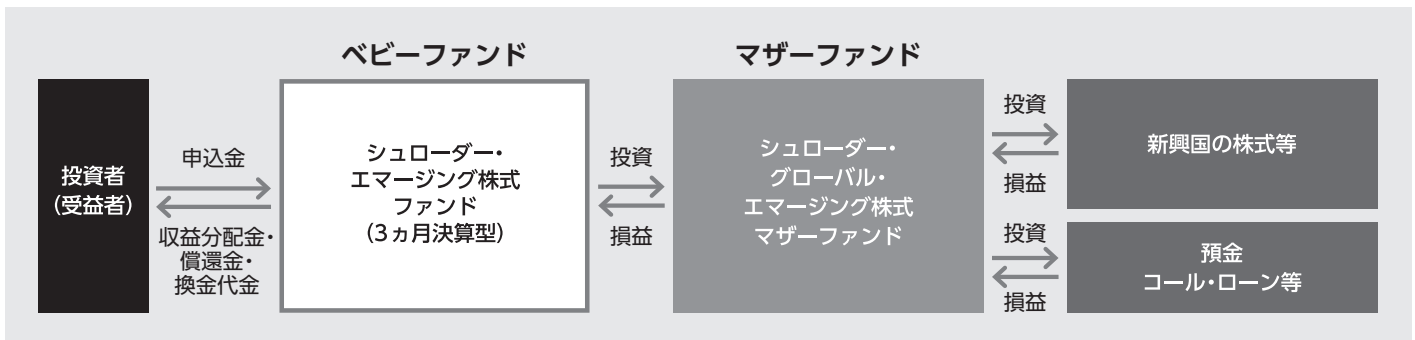 ベビーファンド
マザーファンド
投資者
(受益者)
申込金
収益分配金・
償還金・
換金代金
シュローダー・
エマージング株式
ファンド
(3ヵ月決算型)
投資
損益
シュローダー・
グローバル・
エマージング株式
マザーファンド
投資
損益
新興国の株式等
投資
損益
預金
コール・ローン等